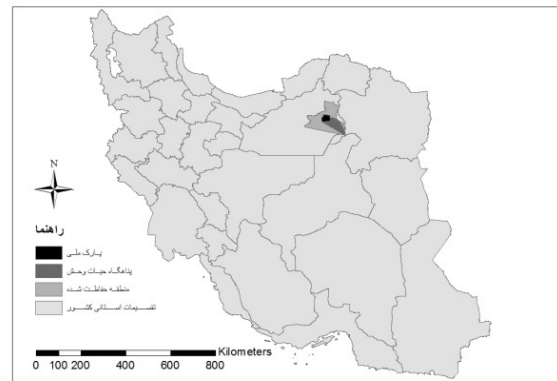 N
راهنما
پارک ملی
پناهگاه حیات وحش
منطقه حفاظت شده
تقسیمات استانی کشور
Kilometers
0 100 200 400 600 800